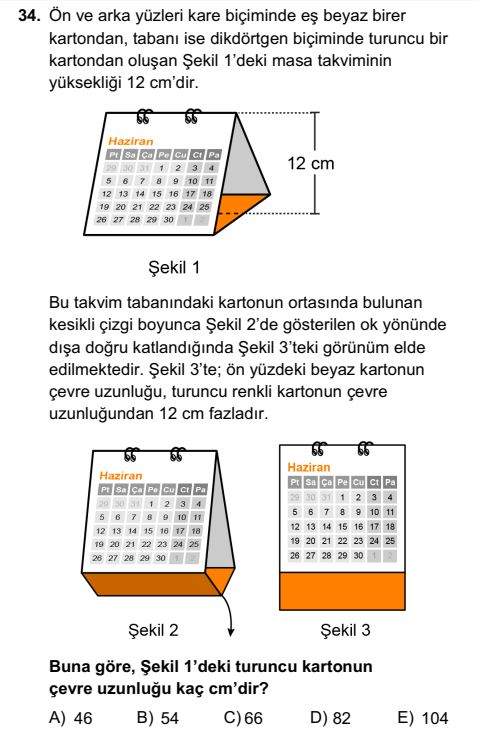 34. Ön ve arka yüzleri kare biçiminde eş beyaz birer
kartondan, tabanı ise dikdörtgen biçiminde turuncu bir
kartondan oluşan Şekil 1'deki masa takviminin
yüksekliği 12 cm'dir.
Haziran
Pt Sa Ça Pe Cu Ct Pa
29 30 31 1 2 3 4
5 6 7 8 9 10 11
12 13 14 15 16 17 18
19 20 21 22 23 24 25
26 27 28 29 30 1 2
12 cm
Şekil 1
Bu takvim tabanındaki kartonun ortasında bulunan
kesikli çizgi boyunca Şekil 2'de gösterilen ok yönünde
dışa doğru katlandığında Şekil 3'teki görünüm elde
edilmektedir. Şekil 3'te; ön yüzdeki beyaz kartonun
çevre uzunluğu, turuncu renkli kartonun çevre
uzunluğundan 12 cm fazladır.
Haziran
Pt Sa Ça Pe Cu Ct Pa
29 30 31 1 2 3 4
5 6 7 8 9 10 11
12 13 14 15 16 17 18
19 20 21 22 23 24 25
26 27 28 29 30 1 2
Şekil 2
Haziran
Pt Sa Ça Pe Cu Ct Pa
29 30 31 1 2 3 4
5 6 7 8 9 10 11
12 13 14 15 16 17 18
19 20 21 22 23 24 25
26 27 28 29 30 1 2
Şekil 3
Buna göre, Şekil 1'deki turuncu kartonun
çevre uzunluğu kaç cm'dir?
A) 46 B) 54 C) 66 D) 82 E) 104